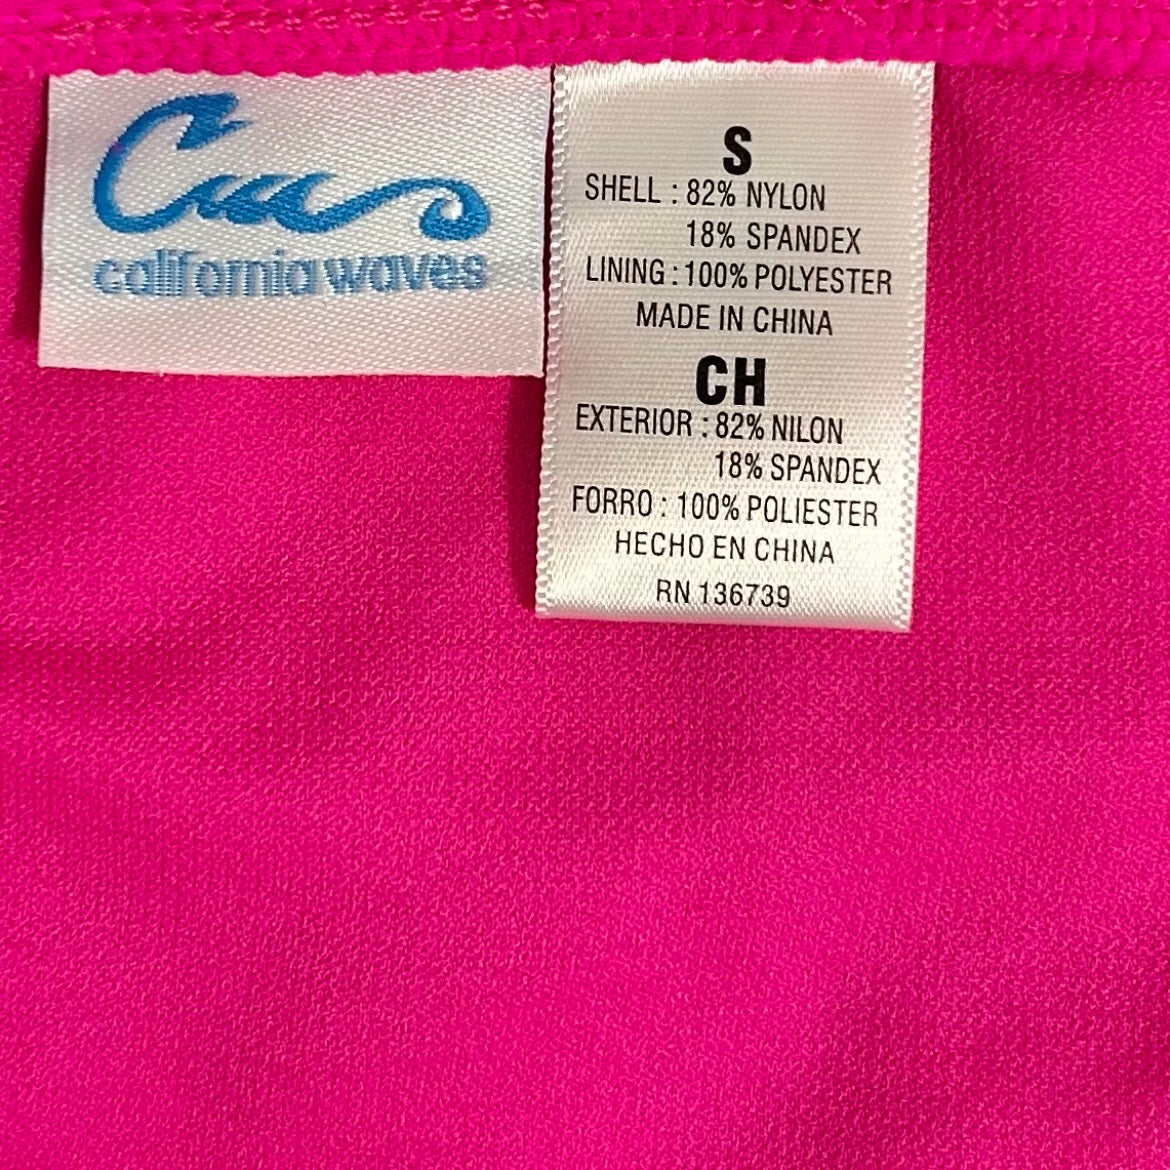 california waves
S
SHELL : 82% NYLON
18% SPANDEX
LINING : 100% POLYESTER
MADE IN CHINA
CH
EXTERIOR : 82% NILON
18% SPANDEX
FORRO : 100% POLIESTER
HECHO EN CHINA
RN 136739